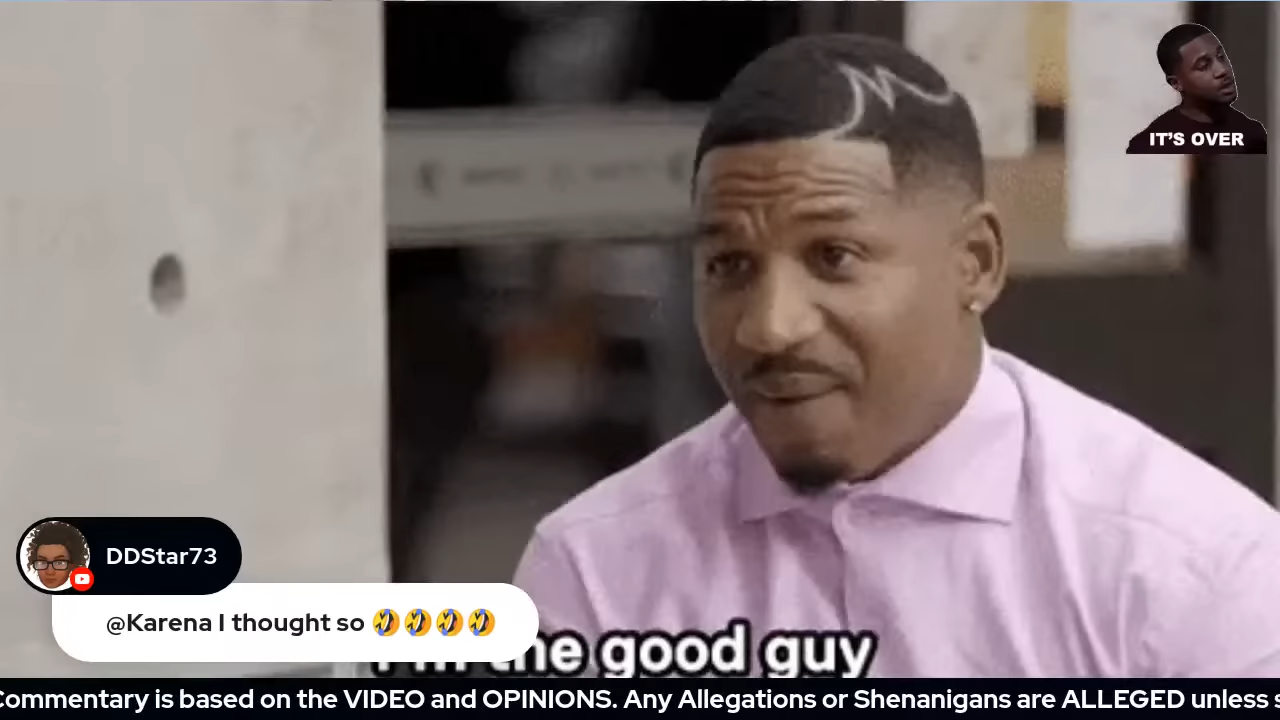 IT'S OVER
DDStar73
@Karena I thought so 🤣🤣🤣🤣
I'm the good guy
Commentary is based on the VIDEO and OPINIONS. Any Allegations or Shenanigans are ALLEGED unless s